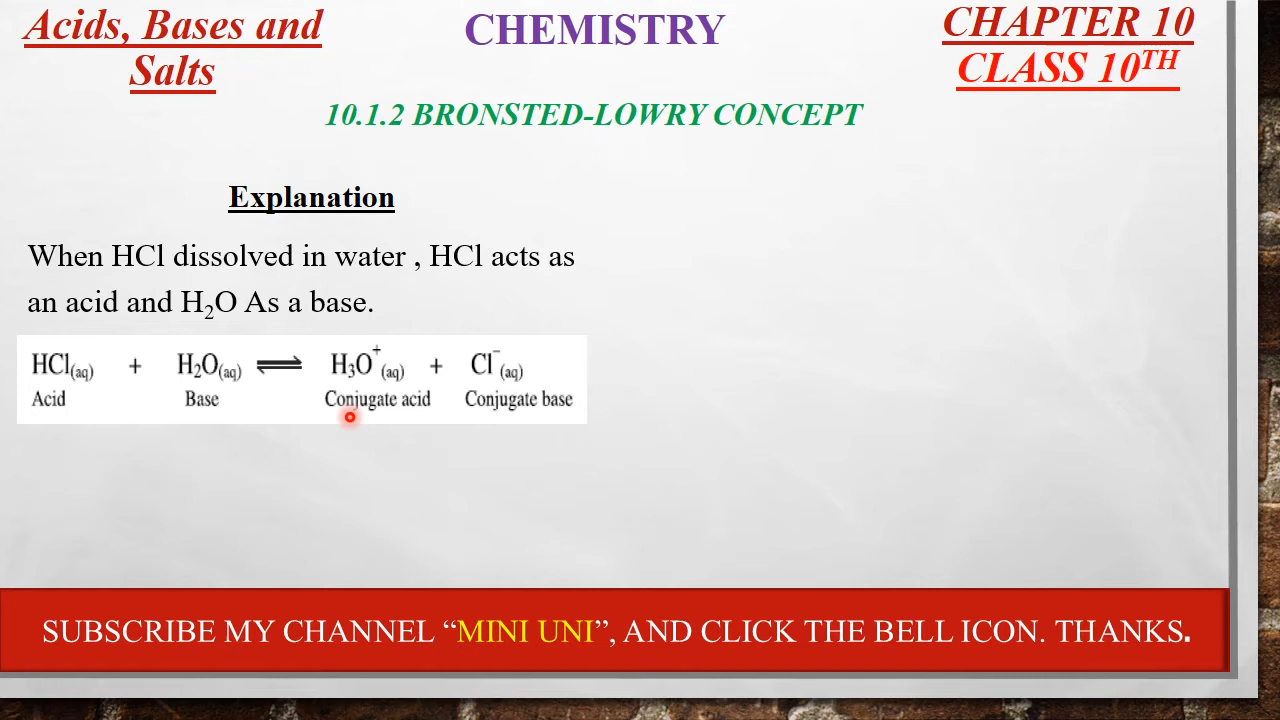 Acids, Bases and
Salts
CHEMISTRY
CHAPTER 10
CLASS 10TH
10.1.2 BRONSTED-LOWRY CONCEPT
Explanation
When HCl dissolved in water , HCl acts as
an acid and H₂O As a base.
HCl(aq) + H₂O(aq) ⇌ H₃O⁺(aq) + Cl⁻(aq)
Acid Base Conjugate acid Conjugate base
SUBSCRIBE MY CHANNEL “MINI UNI”, AND CLICK THE BELL ICON. THANKS.